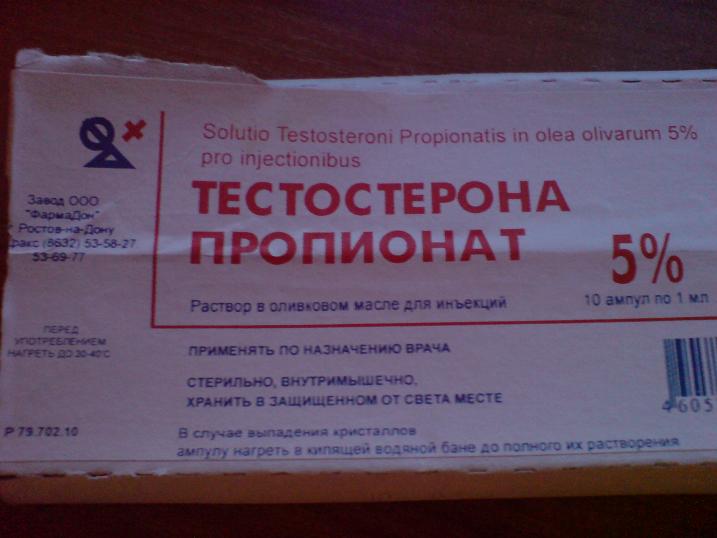 Solutio Testosteroni Propionatis in olea olivarum 5%
pro injectionibus
ТЕСТОСТЕРОНА
ПРОПИОНАТ
5%
Раствор в оливковом масле для инъекций
10 ампул по 1 мл
Завод ООО
"ФармаДон"
Ростов-на-Дону
факс (8632) 53-58-27
53-69-77
ПЕРЕД
УПОТРЕБЛЕНИЕМ
НАГРЕТЬ ДО 30-40°С
ПРИМЕНЯТЬ ПО НАЗНАЧЕНИЮ ВРАЧА
СТЕРИЛЬНО, ВНУТРИМЫШЕЧНО.
ХРАНИТЬ В ЗАЩИЩЕННОМ ОТ СВЕТА МЕСТЕ
4605
Р 79.702.10
В случае выпадения кристаллов
ампулу нагреть в кипящей водяной бане до полного их растворения